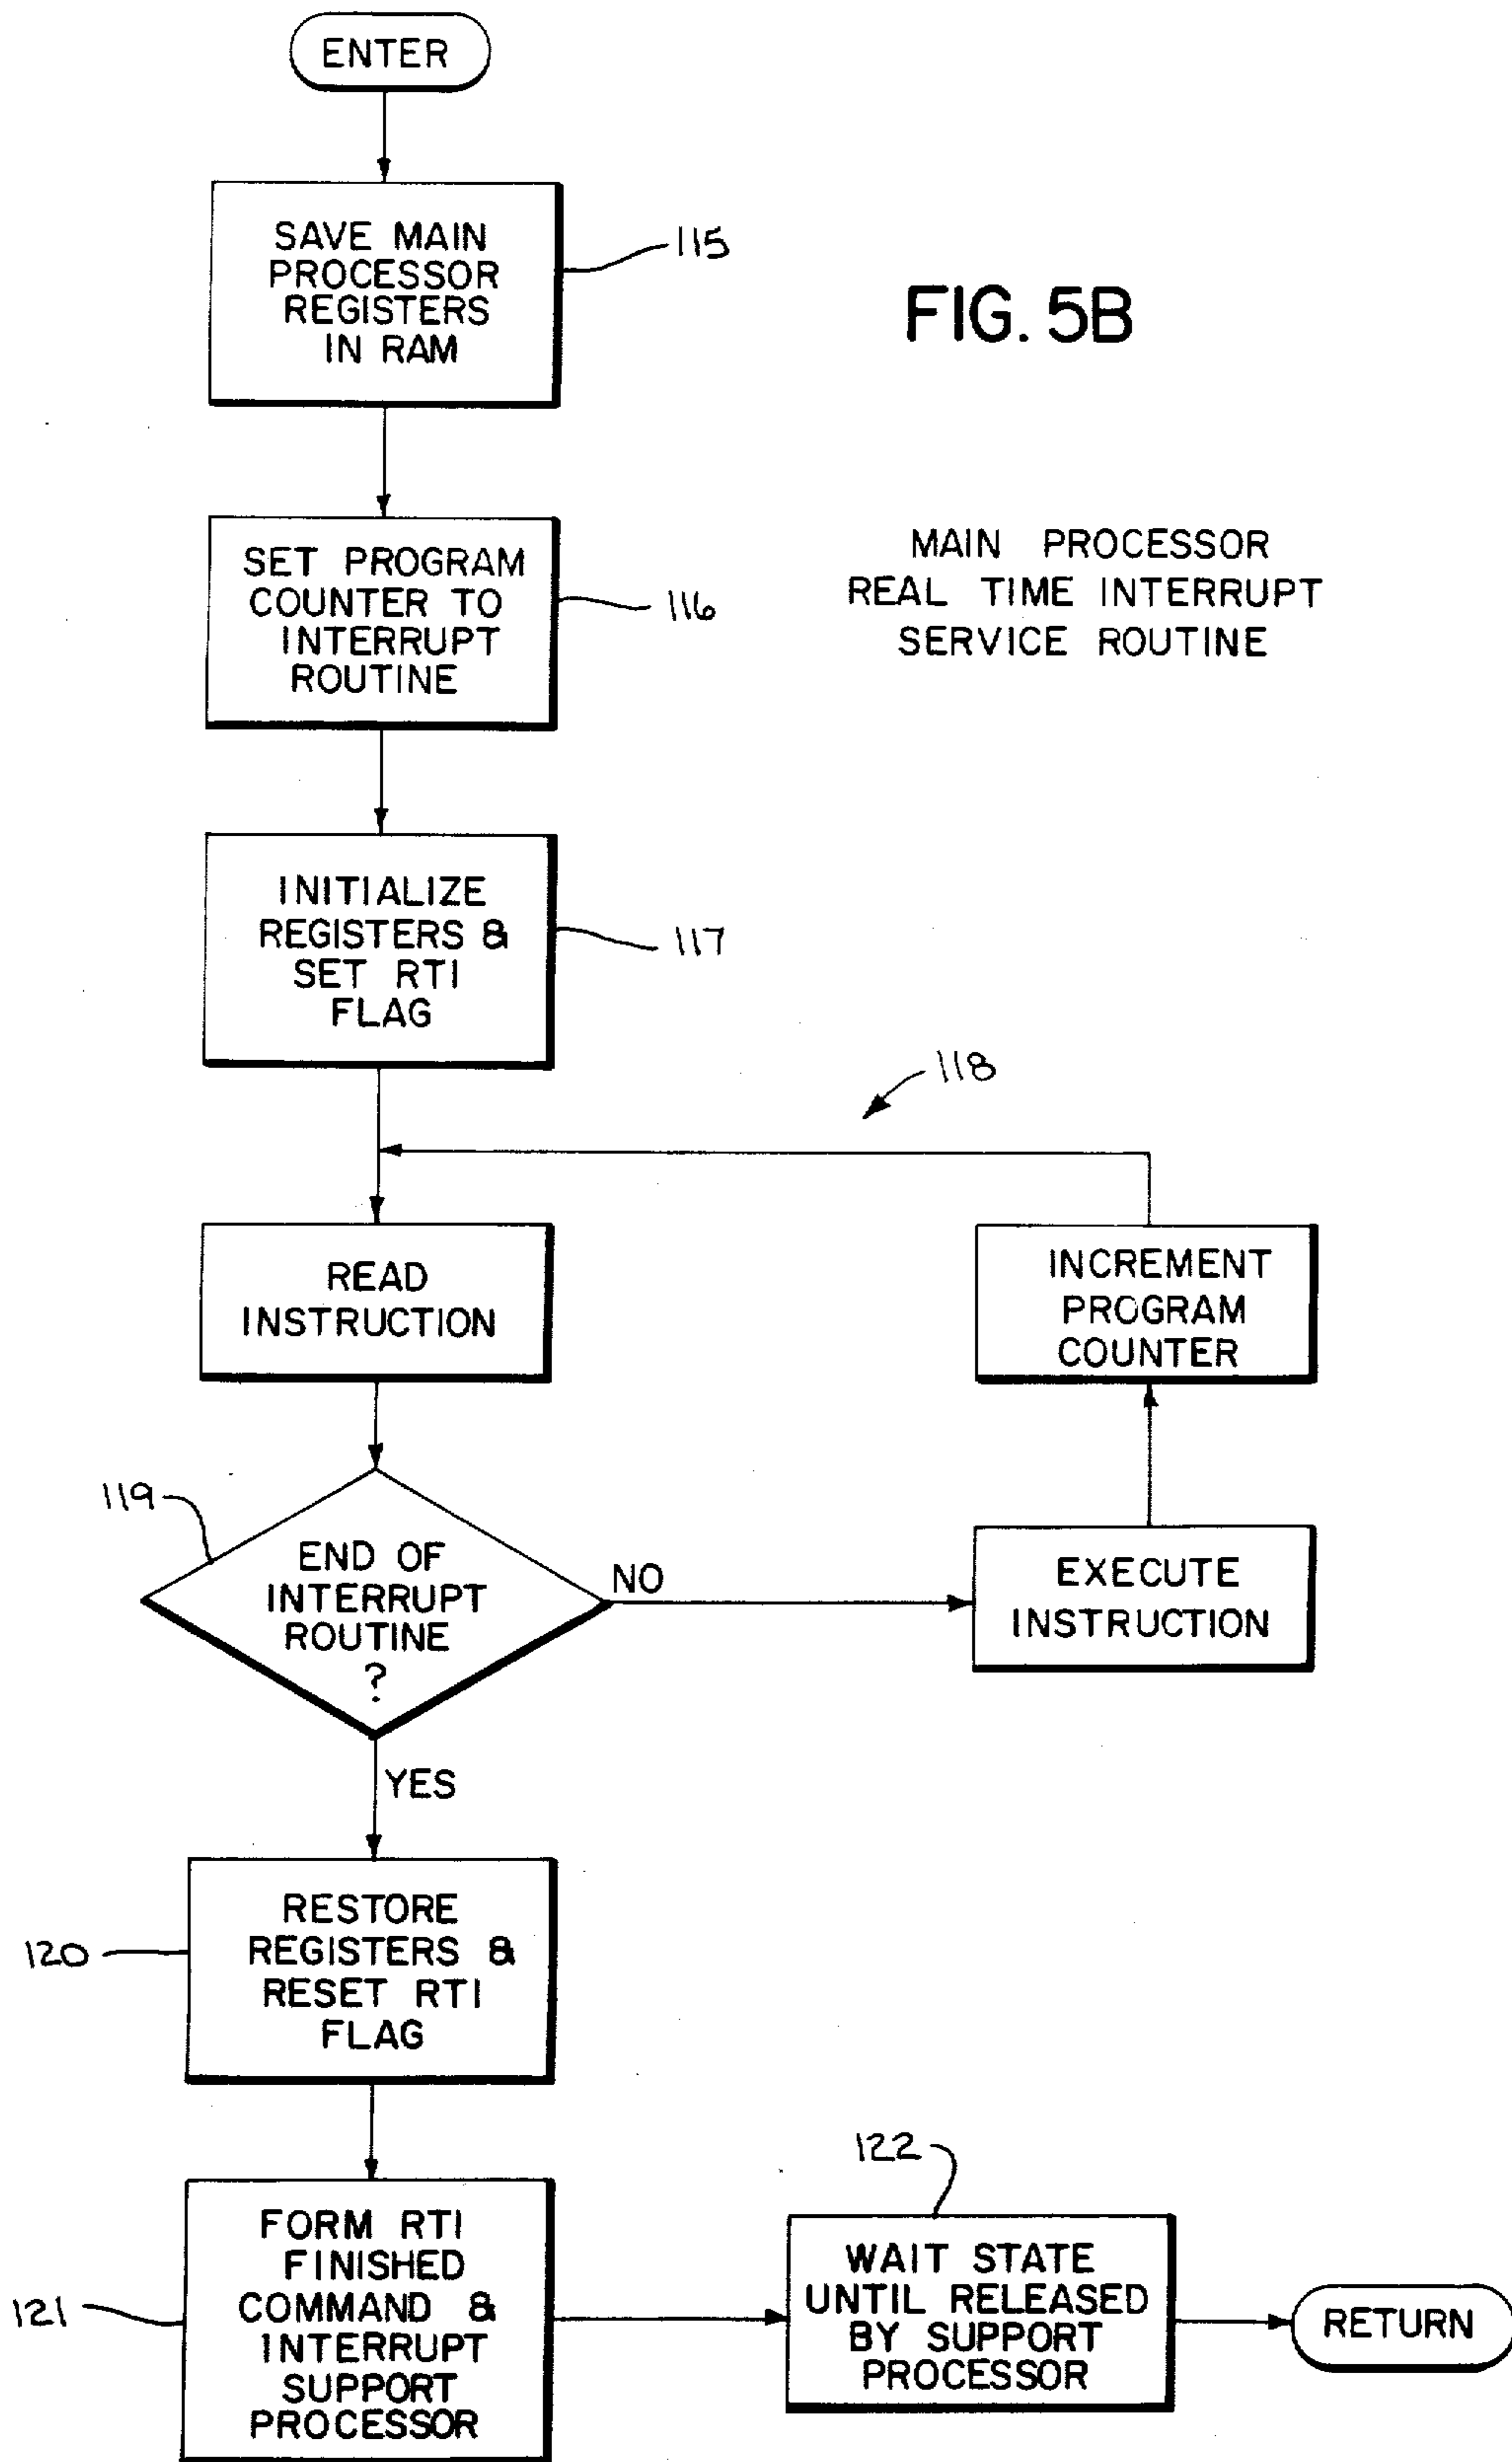 ENTER
SAVE MAIN
PROCESSOR
REGISTERS
IN RAM
115
FIG. 5B
SET PROGRAM
COUNTER TO
INTERRUPT
ROUTINE
116
MAIN PROCESSOR
REAL TIME INTERRUPT
SERVICE ROUTINE
INITIALIZE
REGISTERS &
SET RTI
FLAG
117
118
READ
INSTRUCTION
INCREMENT
PROGRAM
COUNTER
119
END OF
INTERRUPT
ROUTINE
?
NO
EXECUTE
INSTRUCTION
YES
RESTORE
REGISTERS &
RESET RTI
FLAG
120
FORM RTI
FINISHED
COMMAND &
INTERRUPT
SUPPORT
PROCESSOR
121
122
WAIT STATE
UNTIL RELEASED
BY SUPPORT
PROCESSOR
RETURN